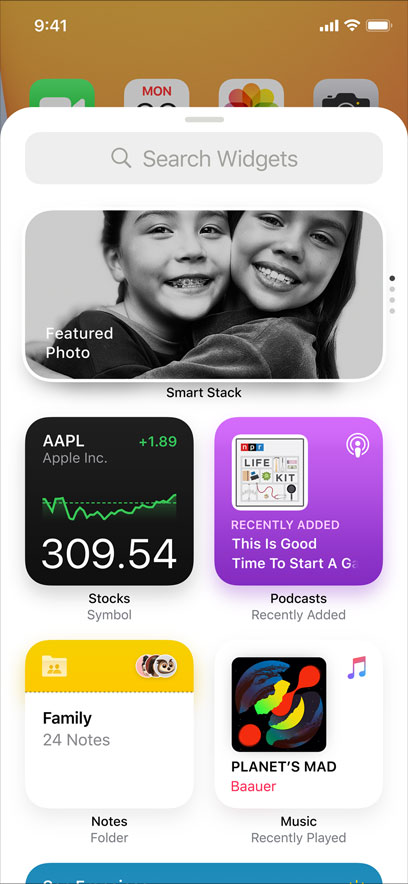 9:41
MON
Search Widgets
Featured
Photo
Smart Stack
AAPL
+1.89
Apple Inc.
309.54
Stocks
Symbol
npr
LIFE
KIT
RECENTLY ADDED
This Is Good
Time To Start A Ga
Podcasts
Recently Added
Family
24 Notes
Notes
Folder
PLANET'S MAD
Baauer
Music
Recently Played